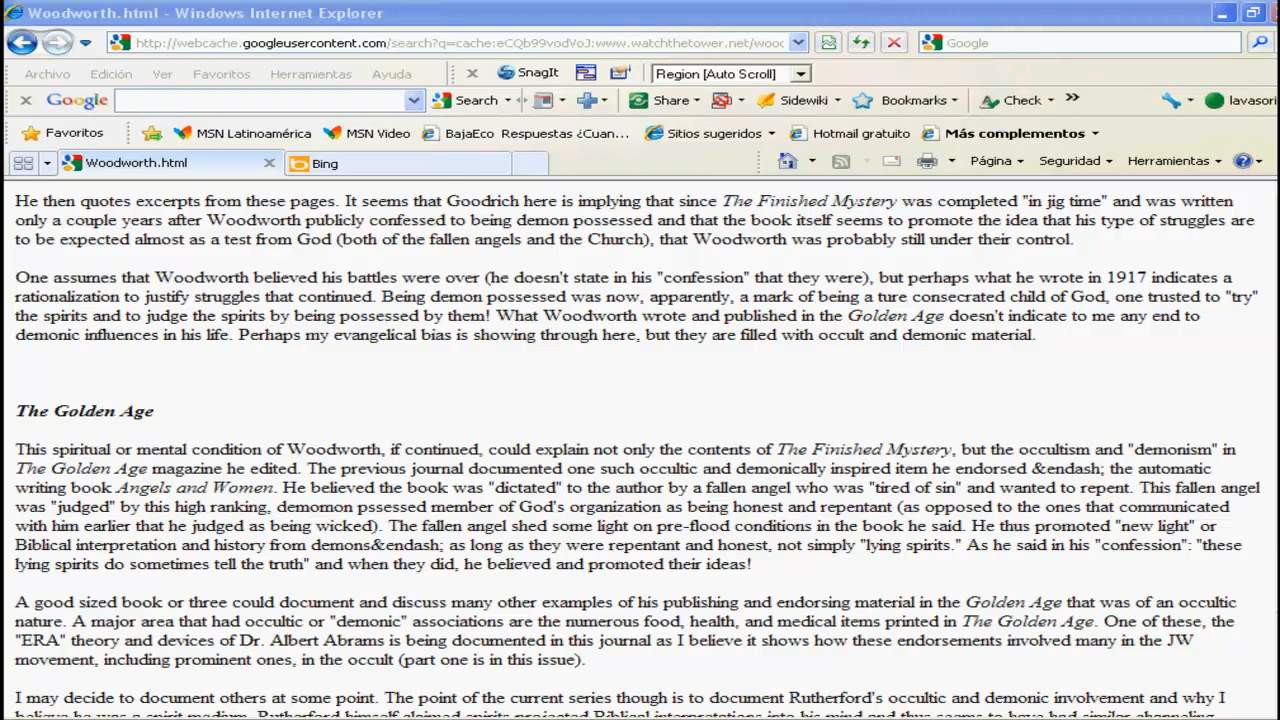 Woodworth.html - Windows Internet Explorer
http://webcache.googleusercontent.com/search?q=cache:eCQb99vodVoJ:www.watchthetower.net/wooc
Google
Archivo Edición Ver Favoritos Herramientas Ayuda
SnagIt
Region [Auto Scroll]
Google
Search
Share
Sidewiki
Bookmarks
Check
lavasori
Favoritos
MSN Latinoamérica
MSN Video
BajaEco Respuestas ¿Cuan...
Sitios sugeridos
Hotmail gratuito
Más complementos
Woodworth.html
Bing
Página
Seguridad
Herramientas
He then quotes excerpts from these pages. It seems that Goodrich here is implying that since The Finished Mystery was completed "in jig time" and was written
only a couple years after Woodworth publicly confessed to being demon possessed and that the book itself seems to promote the idea that his type of struggles are
to be expected almost as a test from God (both of the fallen angels and the Church), that Woodworth was probably still under their control.
One assumes that Woodworth believed his battles were over (he doesn't state in his "confession" that they were), but perhaps what he wrote in 1917 indicates a
rationalization to justify struggles that continued. Being demon possessed was now, apparently, a mark of being a ture consecrated child of God, one trusted to "try"
the spirits and to judge the spirits by being possessed by them! What Woodworth wrote and published in the Golden Age doesn't indicate to me any end to
demonic influences in his life. Perhaps my evangelical bias is showing through here, but they are filled with occult and demonic material.
The Golden Age
This spiritual or mental condition of Woodworth, if continued, could explain not only the contents of The Finished Mystery, but the occultism and "demonism" in
The Golden Age magazine he edited. The previous journal documented one such occultic and demonically inspired item he endorsed &endash; the automatic
writing book Angels and Women. He believed the book was "dictated" to the author by a fallen angel who was "tired of sin" and wanted to repent. This fallen angel
was "judged" by this high ranking, demomon pssessed member of God's organization as being honest and repentant (as opposed to the ones that communicated
with him earlier that he judged as being wicked). The fallen angel shed some light on pre-flood conditions in the book he said. He thus promoted "new light" or
Biblical interpretation and history from demons&endash; as long as they were repentant and honest, not simply "lying spirits." As he said in his "confession": "these
lying spirits do sometimes tell the truth" and when they did, he believed and promoted their ideas!
A good sized book or three could document and discuss many other examples of his publishing and endorsing material in the Golden Age that was of an occultic
nature. A major area that had occultic or "demonic" associations are the numerous food, health, and medical items printed in The Golden Age. One of these, the
"ERA" theory and devices of Dr. Albert Abrams is being documented in this journal as I believe it shows how these endorsements involved many in the JW
movement, including prominent ones, in the occult (part one is in this issue).
I may decide to document others at some point. The point of the current series though is to document Rutherford's occultic and demonic involvement and why I
believe he was a spirit medium. Rutherford himself claimed spirits projected Biblical interpretations into his mind and thus seems to have had similar channeling